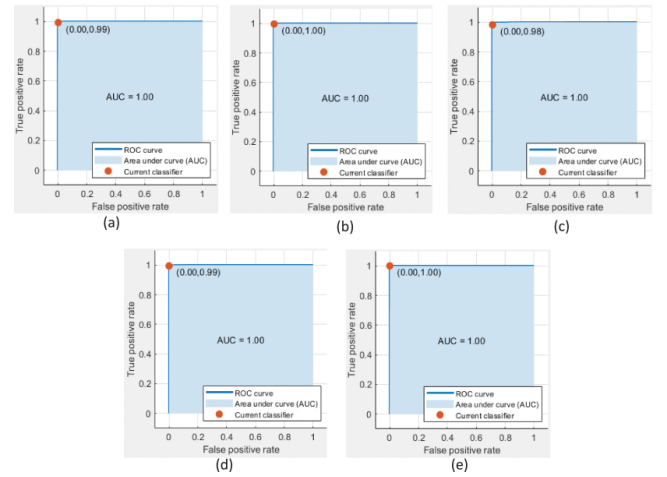 1
0.8
0.6
0.4
0.2
0
True positive rate
(0.00,0.99)
AUC = 1.00
ROC curve
Area under curve (AUC)
Current classifier
0 0.2 0.4 0.6 0.8 1
False positive rate
(a)
1
0.8
0.6
0.4
0.2
0
True positive rate
(0.00,1.00)
AUC = 1.00
ROC curve
Area under curve (AUC)
Current classifier
0 0.2 0.4 0.6 0.8 1
False positive rate
(b)
1
0.8
0.6
0.4
0.2
0
True positive rate
(0.00,0.98)
AUC = 1.00
ROC curve
Area under curve (AUC)
Current classifier
0 0.2 0.4 0.6 0.8 1
False positive rate
(c)
1
0.8
0.6
0.4
0.2
0
True positive rate
(0.00,0.99)
AUC = 1.00
ROC curve
Area under curve (AUC)
Current classifier
0 0.2 0.4 0.6 0.8 1
False positive rate
(d)
1
0.8
0.6
0.4
0.2
0
True positive rate
(0.00,1.00)
AUC = 1.00
ROC curve
Area under curve (AUC)
Current classifier
0 0.2 0.4 0.6 0.8 1
False positive rate
(e)